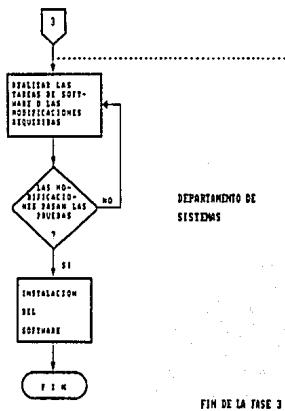 3
REALIZAR LAS
TAREAS DE SOFT-
WARE O LAS
MODIFICACIONES
REQUERIDAS
LAS MO-
DIFICACIO-
NES PASAN LAS
PRUEBAS
?
NO
SI
DEPARTAMENTO DE
SISTEMAS
INSTALACION
DEL
SOFTWARE
F I N
FIN DE LA FASE 3